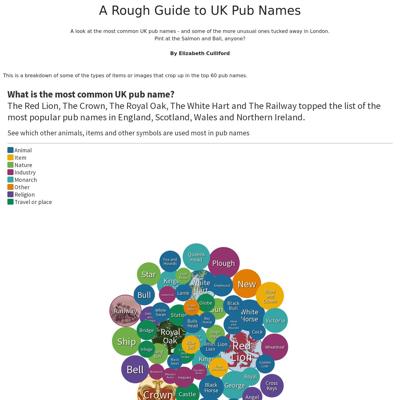 A Rough Guide to UK Pub Names
A look at the most common UK pub names - and some of the more unusual ones tucked away in London.
Pint at the Salmon and Ball, anyone?
By Elizabeth Culliford
This is a breakdown of some of the types of items or images that crop up in the top 60 pub names.
What is the most common UK pub name?
The Red Lion, The Crown, The Royal Oak, The White Hart and The Railway topped the list of the
most popular pub names in England, Scotland, Wales and Northern Ireland.
See which other animals, items and other symbols are used most in pub names
Animal
Item
Nature
Industry
Monarch
Other
Religion
Travel or place
Queens
Head
Fox and
Hounds
Plough
Star
White
Hart
New
Bull
Globe
Black
Bull
White
Horse
Railway
Victoria
Bridge
Royal
Oak
Cock
Ship
Red
Lion
Wheatsheaf
Bell
Black
Horse
George
Cross
Keys
Crown
Castle
Angel